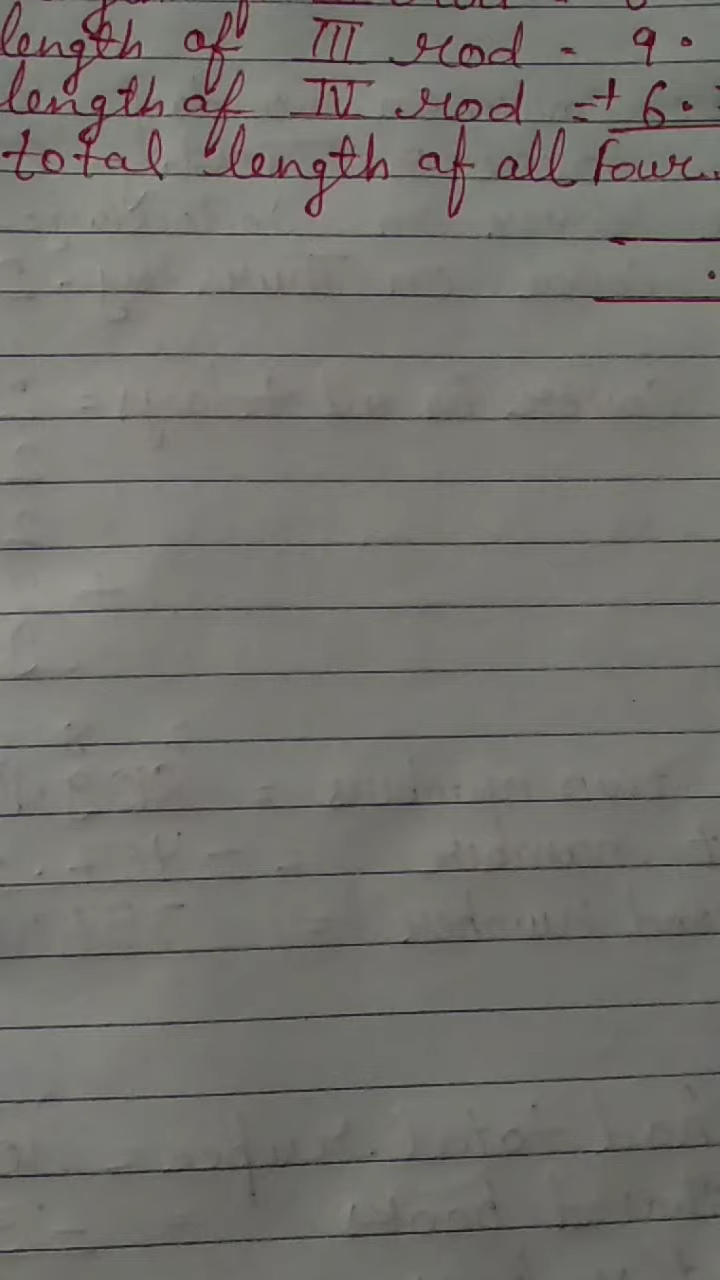 length of III rod = 9.
length of IV rod = + 6.
total length of all four.
.